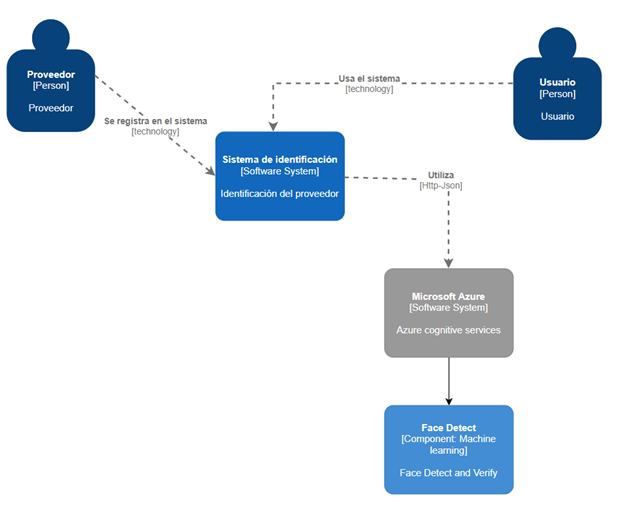 Proveedor
[Person]
Proveedor
Usa el sistema
[technology]
Usuario
[Person]
Usuario
Se registra en el sistema
[technology]
Sistema de identificación
[Software System]
Identificación del proveedor
Utiliza
[Http-Json]
Microsoft Azure
[Software System]
Azure cognitive services
Face Detect
[Component: Machine
learning]
Face Detect and Verify